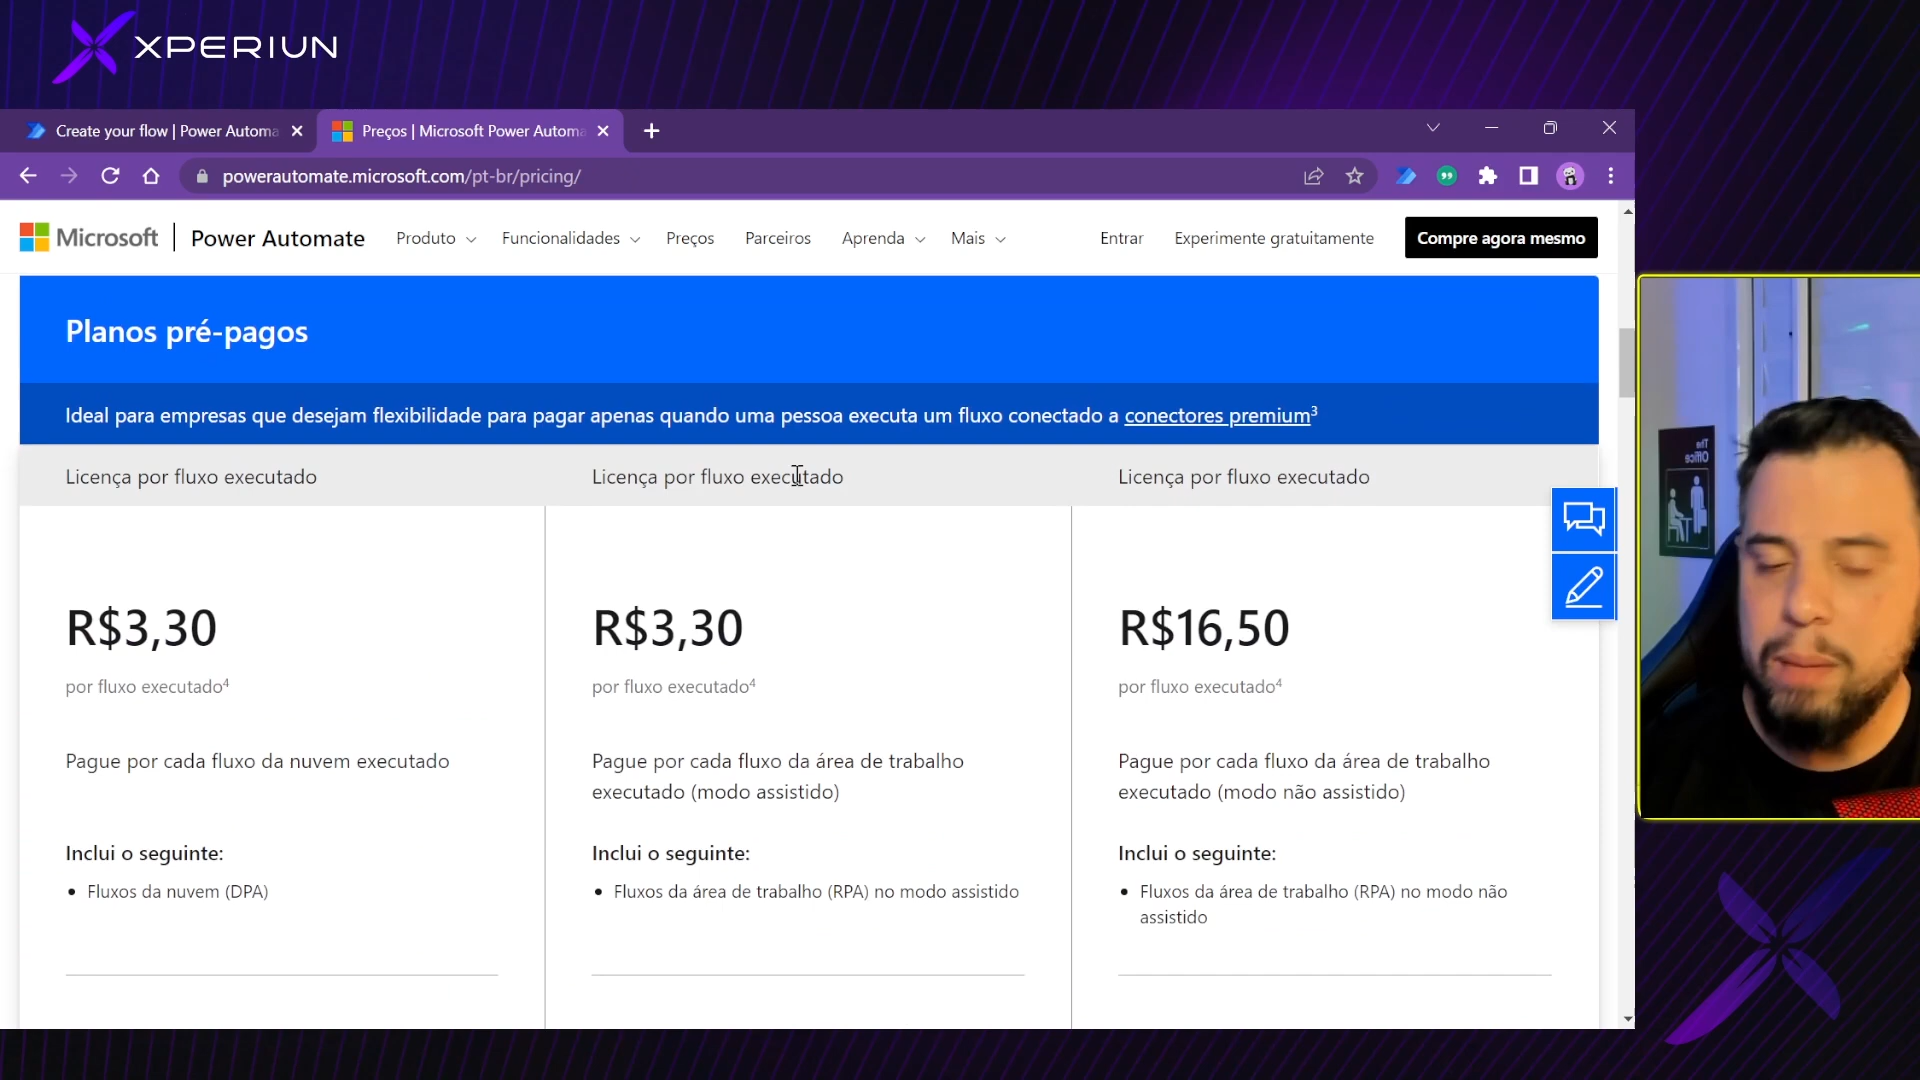 XPERIUN
Create your flow | Power Automa
Preços | Microsoft Power Automa
powerautomate.microsoft.com/pt-br/pricing/
Microsoft | Power Automate
Produto
Funcionalidades
Preços
Parceiros
Aprenda
Mais
Entrar
Experimente gratuitamente
Compre agora mesmo
Planos pré-pagos
Ideal para empresas que desejam flexibilidade para pagar apenas quando uma pessoa executa um fluxo conectado a conectores premium³
Licença por fluxo executado
Licença por fluxo executado
Licença por fluxo executado
R$3,30
por fluxo executado⁴
Pague por cada fluxo da nuvem executado
Inclui o seguinte:
• Fluxos da nuvem (DPA)
R$3,30
por fluxo executado⁴
Pague por cada fluxo da área de trabalho
executado (modo assistido)
Inclui o seguinte:
• Fluxos da área de trabalho (RPA) no modo assistido
R$16,50
por fluxo executado⁴
Pague por cada fluxo da área de trabalho
executado (modo não assistido)
Inclui o seguinte:
• Fluxos da área de trabalho (RPA) no modo não
assistido
The
Office